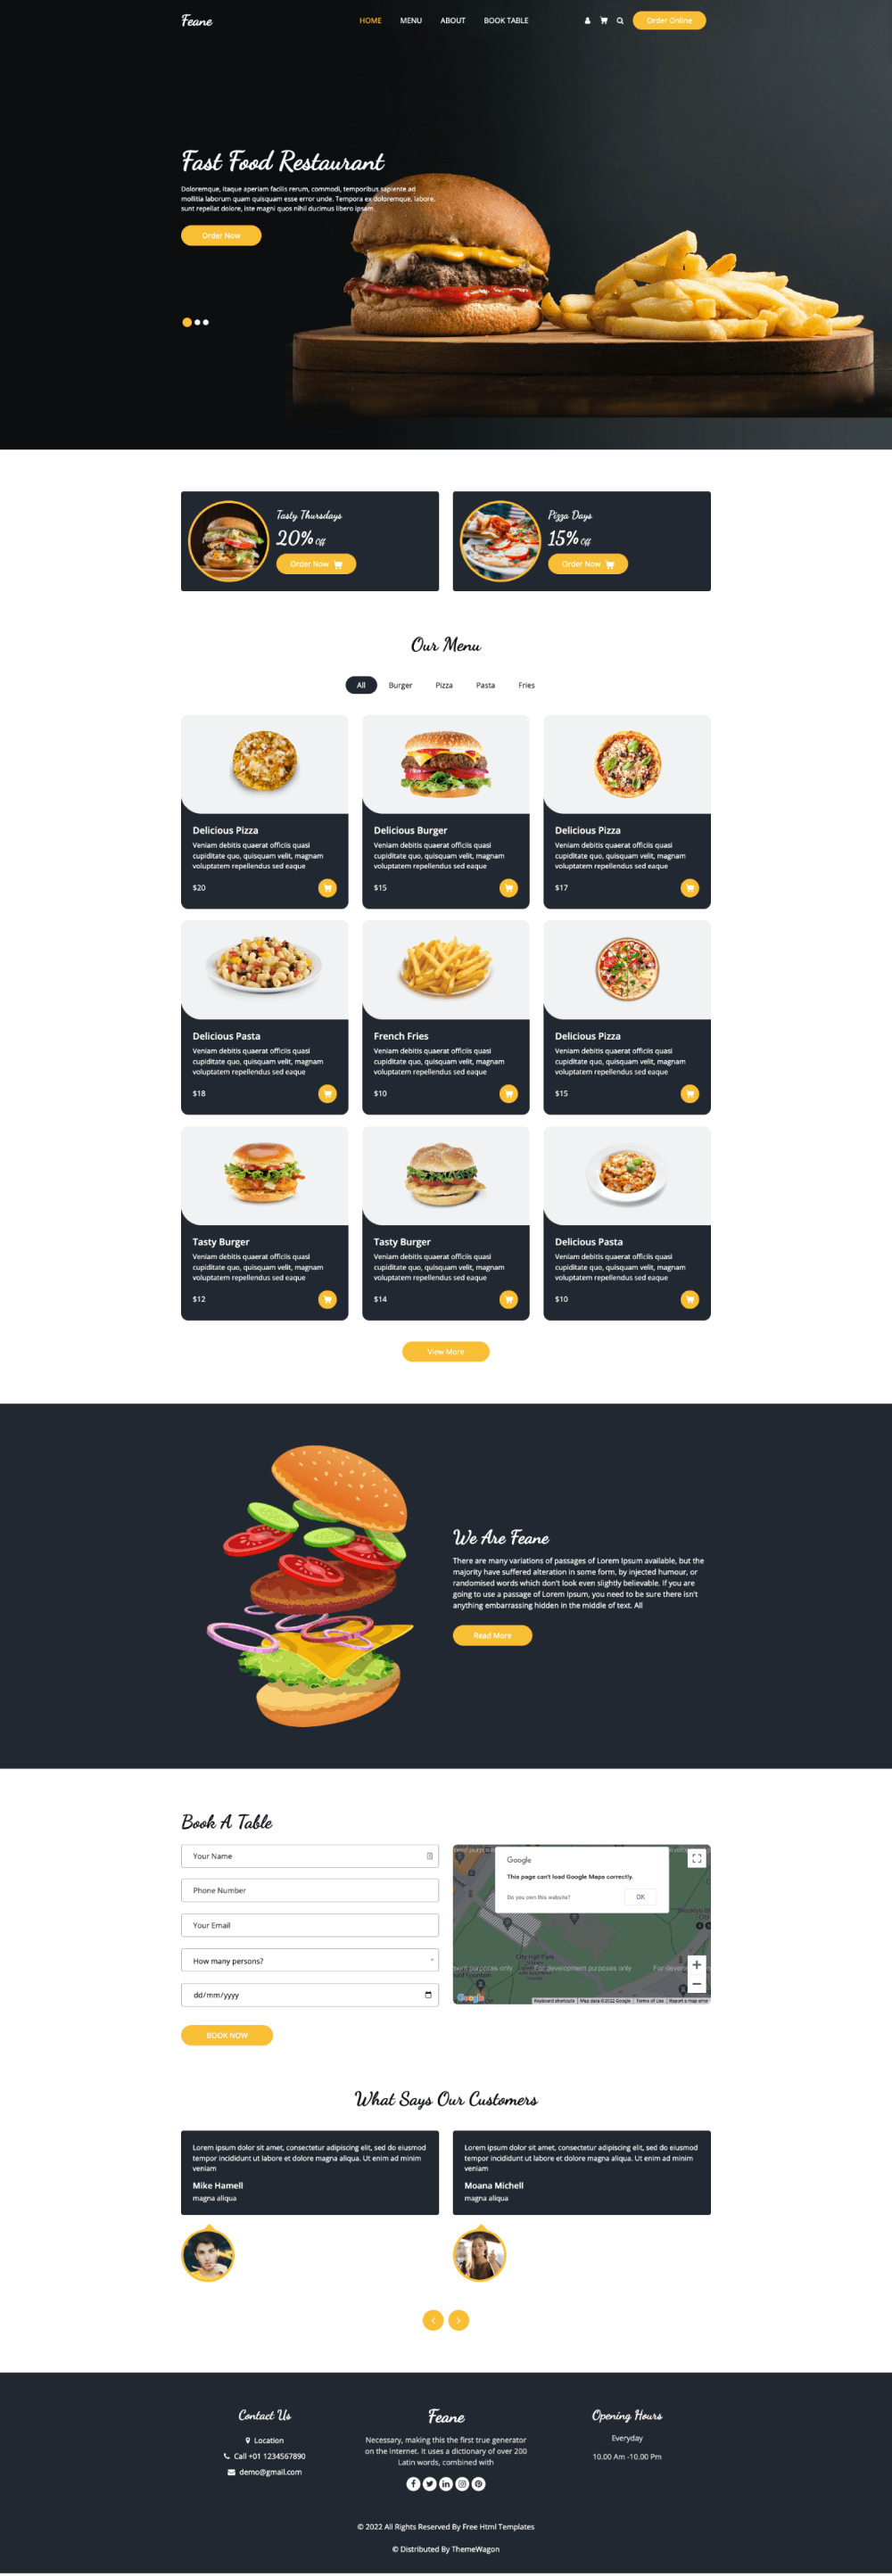 Feane
HOME MENU ABOUT BOOK TABLE
Order Online
Fast Food Restaurant
Doloremque, itaque aperiam facilis rerum, commodi, temporibus sapiente ad
mollitia laborum quam quisquam esse error unde. Tempora ex doloremque, labore,
sunt repellat dolore, iste magni quos nihil ducimus libero ipsam.
Order Now
Tasty Thursdays
20% Off
Order Now
Pizza Days
15% Off
Order Now
Our Menu
All Burger Pizza Pasta Fries
Delicious Pizza
Veniam debitis quaerat officiis quasi
cupiditate quo, quisquam velit, magnam
voluptatem repellendus sed eaque
$20
Delicious Burger
Veniam debitis quaerat officiis quasi
cupiditate quo, quisquam velit, magnam
voluptatem repellendus sed eaque
$15
Delicious Pizza
Veniam debitis quaerat officiis quasi
cupiditate quo, quisquam velit, magnam
voluptatem repellendus sed eaque
$17
Delicious Pasta
Veniam debitis quaerat officiis quasi
cupiditate quo, quisquam velit, magnam
voluptatem repellendus sed eaque
$18
French Fries
Veniam debitis quaerat officiis quasi
cupiditate quo, quisquam velit, magnam
voluptatem repellendus sed eaque
$10
Delicious Pizza
Veniam debitis quaerat officiis quasi
cupiditate quo, quisquam velit, magnam
voluptatem repellendus sed eaque
$15
Tasty Burger
Veniam debitis quaerat officiis quasi
cupiditate quo, quisquam velit, magnam
voluptatem repellendus sed eaque
$12
Tasty Burger
Veniam debitis quaerat officiis quasi
cupiditate quo, quisquam velit, magnam
voluptatem repellendus sed eaque
$14
Delicious Pasta
Veniam debitis quaerat officiis quasi
cupiditate quo, quisquam velit, magnam
voluptatem repellendus sed eaque
$10
View More
We Are Feane
There are many variations of passages of Lorem Ipsum available, but the
majority have suffered alteration in some form, by injected humour, or
randomised words which don't look even slightly believable. If you are
going to use a passage of Lorem Ipsum, you need to be sure there isn't
anything embarrassing hidden in the middle of text. All
Read More
Book A Table
Your Name
Phone Number
Your Email
How many persons?
dd/mm/yyyy
BOOK NOW
Google
This page can't load Google Maps correctly.
Do you own this website?
OK
City Hall Park
For development purposes only
Google
Keyboard shortcuts Map data ©2022 Google Terms of Use Report a map error
What Says Our Customers
Lorem ipsum dolor sit amet, consectetur adipiscing elit, sed do eiusmod
tempor incididunt ut labore et dolore magna aliqua. Ut enim ad minim
veniam
Mike Hamell
magna aliqua
Lorem ipsum dolor sit amet, consectetur adipiscing elit, sed do eiusmod
tempor incididunt ut labore et dolore magna aliqua. Ut enim ad minim
veniam
Moana Michell
magna aliqua
Contact Us
Location
Call +01 1234567890
demo@gmail.com
Feane
Necessary, making this the first true generator
on the Internet. It uses a dictionary of over 200
Latin words, combined with
Opening Hours
Everyday
10.00 Am -10.00 Pm
© 2022 All Rights Reserved By Free Html Templates
© Distributed By ThemeWagon